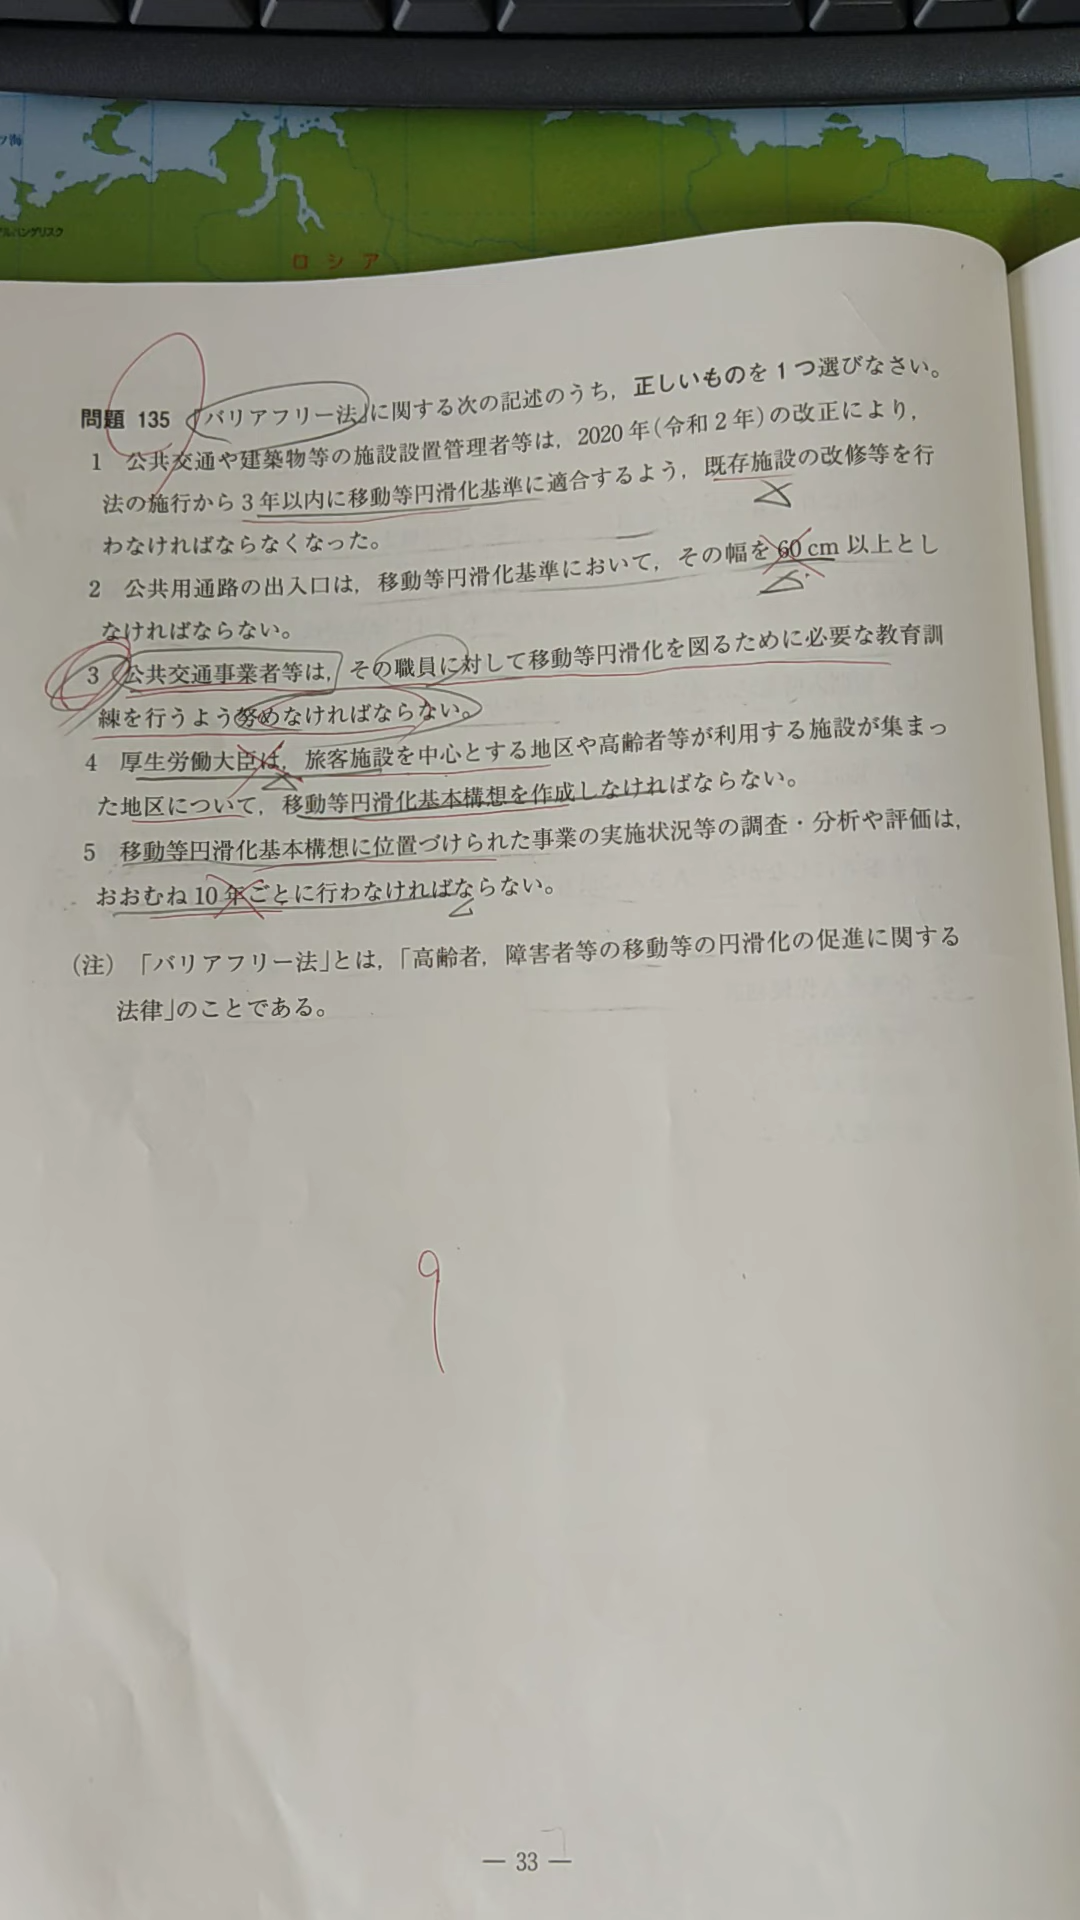 ロシア
問題 135 「バリアフリー法」に関する次の記述のうち，正しいものを1つ選びなさい。
1 公共交通や建築物等の施設設置管理者等は，2020年(令和2年)の改正により，
法の施行から3年以内に移動等円滑化基準に適合するよう，既存施設の改修等を行
わなければならなくなった。
2 公共用通路の出入口は，移動等円滑化基準において，その幅を60 cm 以上とし
なければならない。
3 公共交通事業者等は，その職員に対して移動等円滑化を図るために必要な教育訓
練を行うよう努めなければならない。
4 厚生労働大臣は，旅客施設を中心とする地区や高齢者等が利用する施設が集まっ
た地区について，移動等円滑化基本構想を作成しなければならない。
5 移動等円滑化基本構想に位置づけられた事業の実施状況等の調査・分析や評価は，
おおむね10年ごとに行わなければならない。
(注) 「バリアフリー法」とは，「高齢者，障害者等の移動等の円滑化の促進に関する
法律」のことである。
9
— 33 —